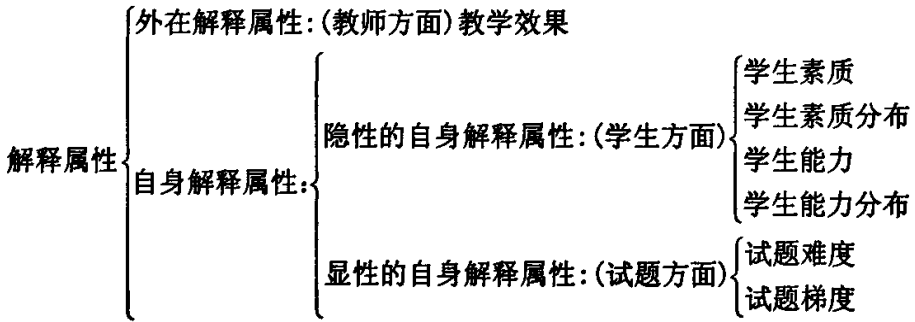 解释属性
外在解释属性:(教师方面)教学效果
自身解释属性:
隐性的自身解释属性:(学生方面)
学生素质
学生素质分布
学生能力
学生能力分布
显性的自身解释属性:(试题方面)
试题难度
试题梯度